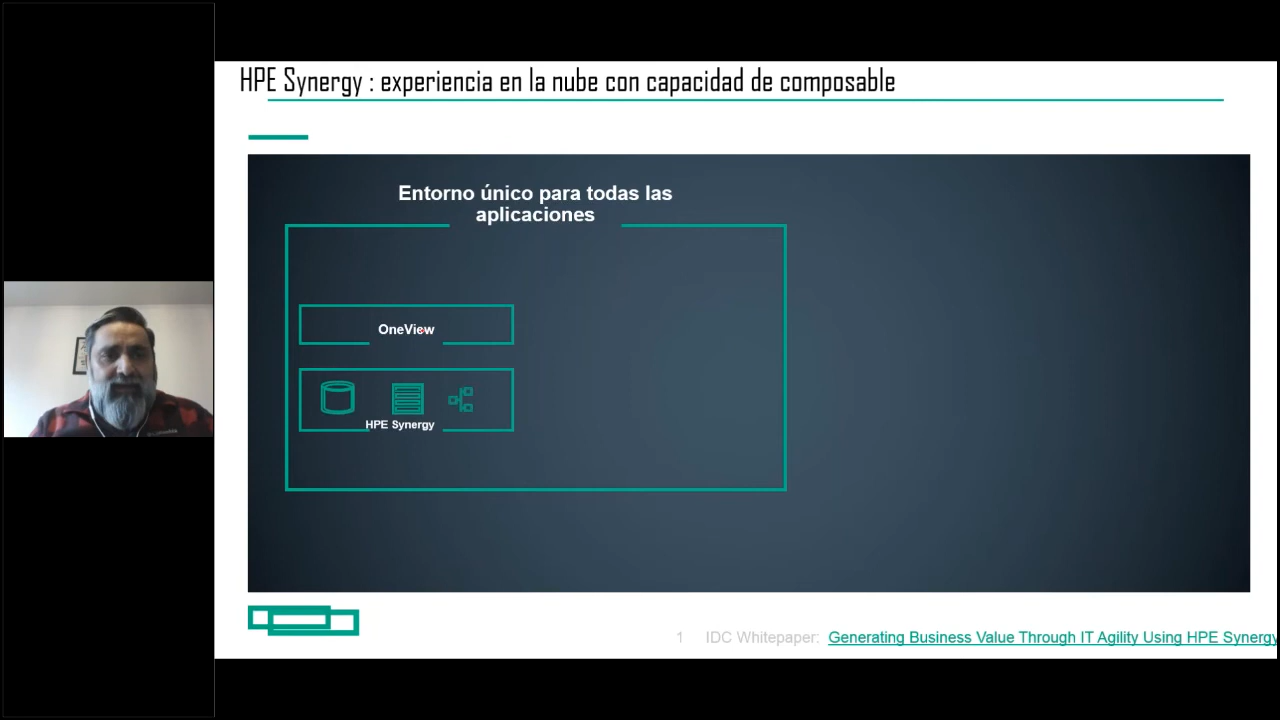 HPE Synergy : experiencia en la nube con capacidad de composable
Entorno único para todas las
aplicaciones
OneView
HPE Synergy
1 IDC Whitepaper: Generating Business Value Through IT Agility Using HPE Synergy